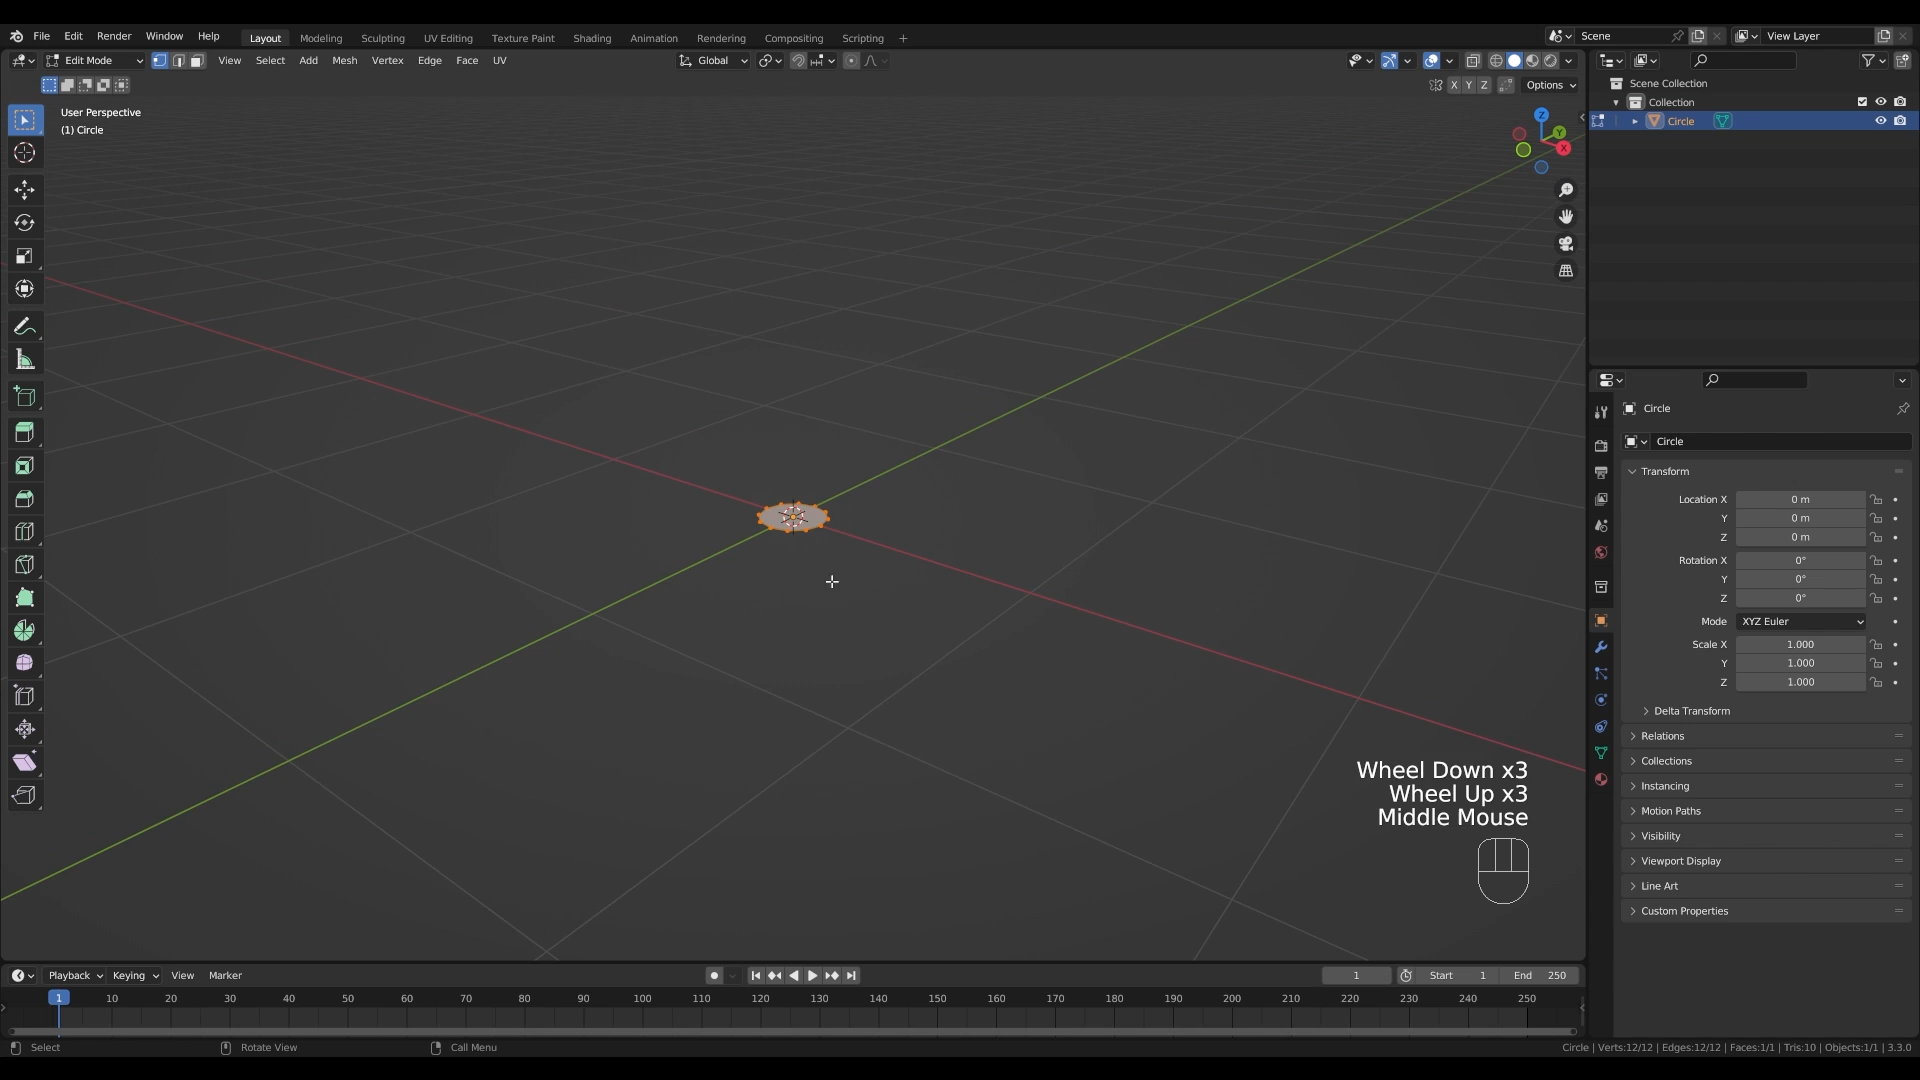 File Edit Render Window Help Layout Modeling Sculpting UV Editing Texture Paint Shading Animation Rendering Compositing Scripting + Scene View Layer
Edit Mode View Select Add Mesh Vertex Edge Face UV Global
X Y Z Options
User Perspective
(1) Circle
Z
Y
X
Scene Collection
Collection
Circle
Circle
Circle
Transform
Location X 0 m
Y 0 m
Z 0 m
Rotation X 0°
Y 0°
Z 0°
Mode XYZ Euler
Scale X 1.000
Y 1.000
Z 1.000
Delta Transform
Relations
Collections
Instancing
Motion Paths
Visibility
Viewport Display
Line Art
Custom Properties
Wheel Down x3
Wheel Up x3
Middle Mouse
Playback Keying View Marker 1 Start 1 End 250
1 10 20 30 40 50 60 70 80 90 100 110 120 130 140 150 160 170 180 190 200 210 220 230 240 250
Select Rotate View Call Menu Circle | Verts:12/12 | Edges:12/12 | Faces:1/1 | Tris:10 | Objects:1/1 | 3.3.0